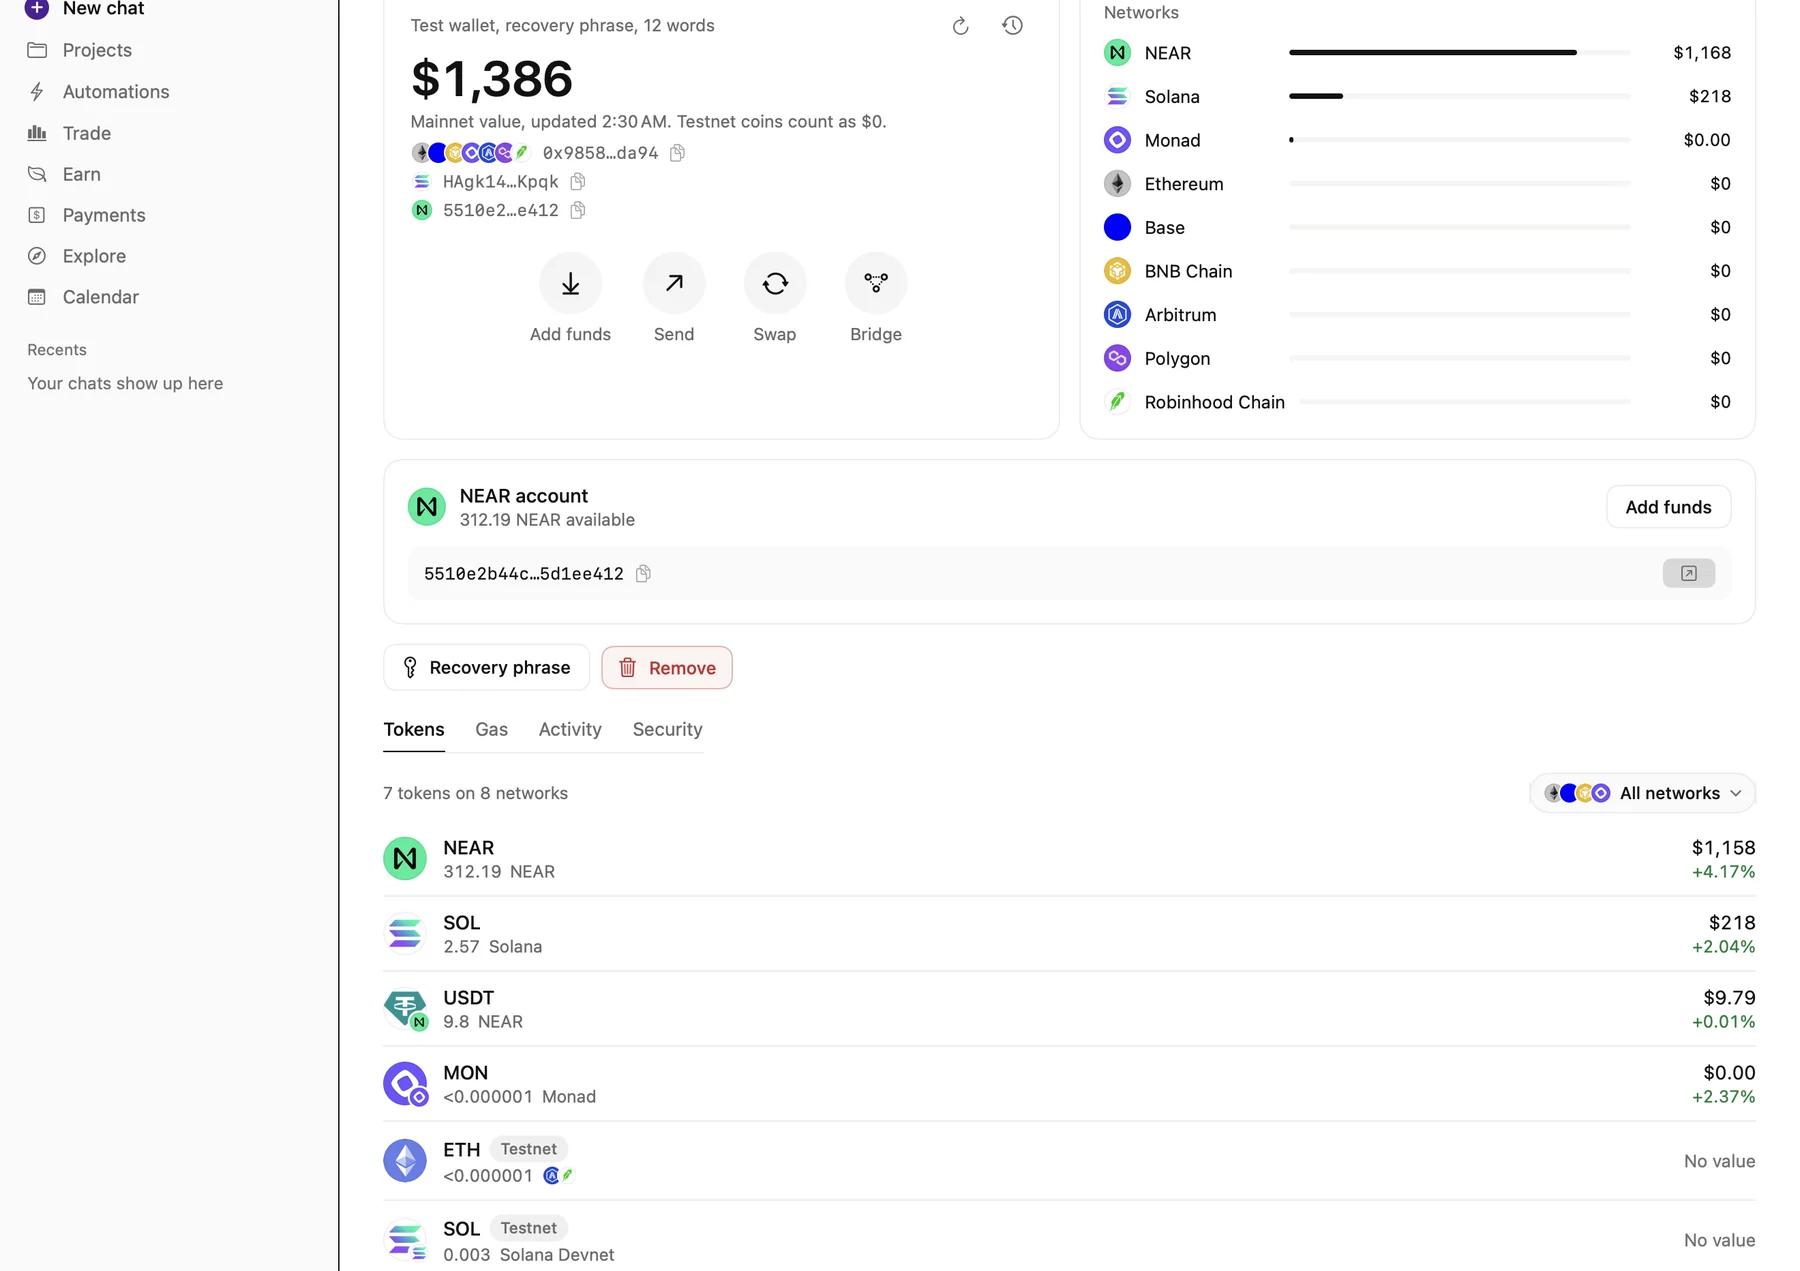 New chat
Projects
Automations
Trade
Earn
Payments
Explore
Calendar
Recents
Your chats show up here
Test wallet, recovery phrase, 12 words
$1,386
Mainnet value, updated 2:30 AM. Testnet coins count as $0.
0x9858…da94
HAgk14…Kpqk
5510e2…e412
Add funds
Send
Swap
Bridge
Networks
NEAR $1,168
Solana $218
Monad $0.00
Ethereum $0
Base $0
BNB Chain $0
Arbitrum $0
Polygon $0
Robinhood Chain $0
NEAR account
312.19 NEAR available
Add funds
5510e2b44c…5d1ee412
Recovery phrase
Remove
Tokens Gas Activity Security
7 tokens on 8 networks
All networks
NEAR $1,158
312.19 NEAR +4.17%
SOL $218
2.57 Solana +2.04%
USDT $9.79
9.8 NEAR +0.01%
MON $0.00
<0.000001 Monad +2.37%
ETH Testnet
<0.000001
No value
SOL Testnet
0.003 Solana Devnet
No value